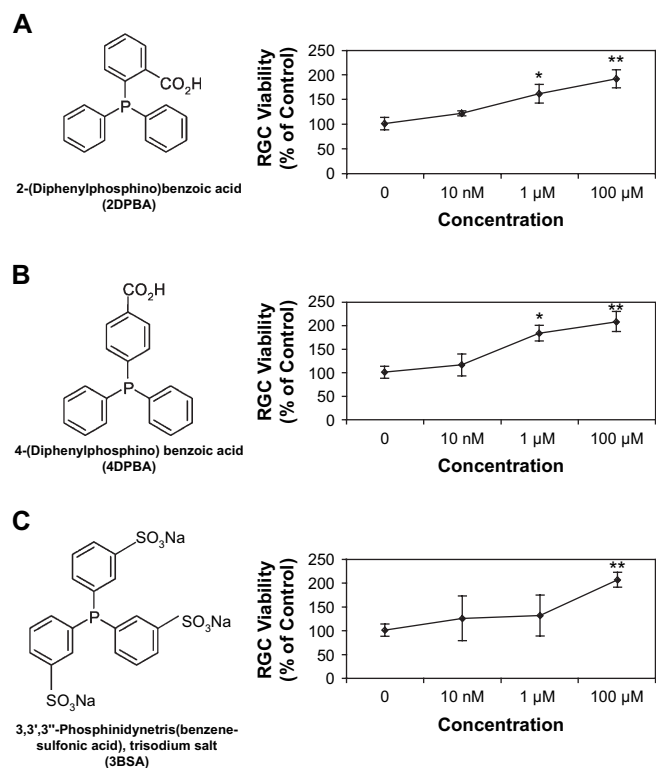 A
CO₂H
P
2-(Diphenylphosphino)benzoic acid
(2DPBA)
RGC Viability
(% of Control)
250
200
150
100
50
0
*
**
0 10 nM 1 µM 100 µM
Concentration
B
CO₂H
P
4-(Diphenylphosphino) benzoic acid
(4DPBA)
RGC Viability
(% of Control)
250
200
150
100
50
0
*
**
0 10 nM 1 µM 100 µM
Concentration
C
SO₃Na
P
SO₃Na
SO₃Na
3,3',3''-Phosphinidynetris(benzene-
sulfonic acid), trisodium salt
(3BSA)
RGC Viability
(% of Control)
250
200
150
100
50
0
**
0 10 nM 1 µM 100 µM
Concentration